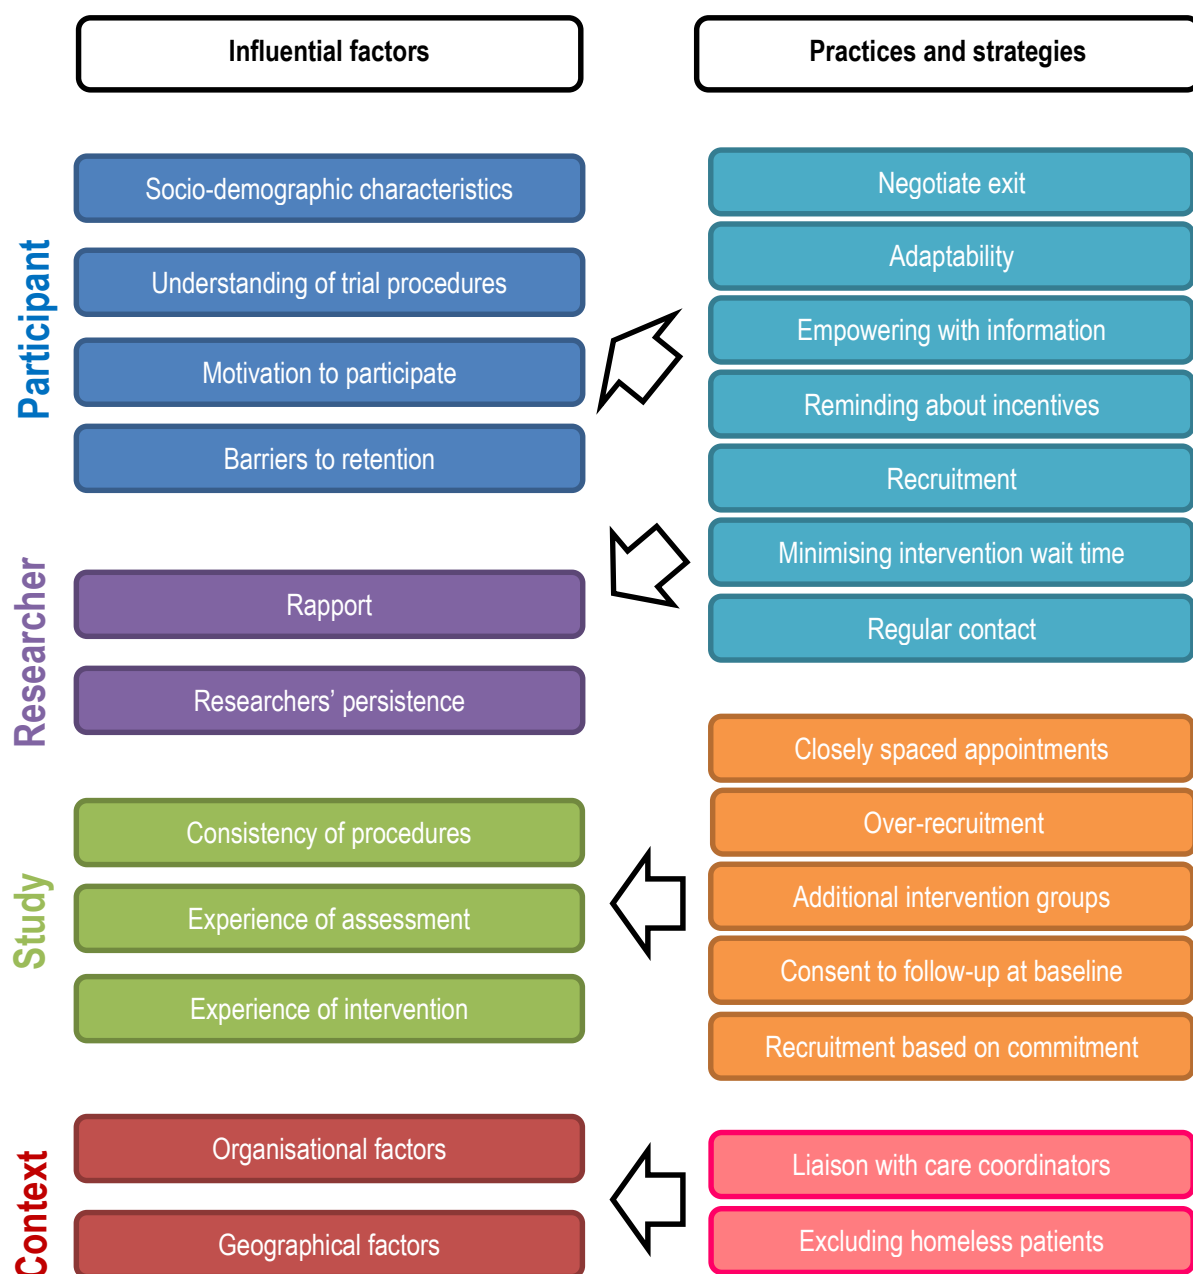 Influential factors
Practices and strategies
Participant
Socio-demographic characteristics
Understanding of trial procedures
Motivation to participate
Barriers to retention
Researcher
Rapport
Researchers’ persistence
Study
Consistency of procedures
Experience of assessment
Experience of intervention
Context
Organisational factors
Geographical factors
Negotiate exit
Adaptability
Empowering with information
Reminding about incentives
Recruitment
Minimising intervention wait time
Regular contact
Closely spaced appointments
Over-recruitment
Additional intervention groups
Consent to follow-up at baseline
Recruitment based on commitment
Liaison with care coordinators
Excluding homeless patients